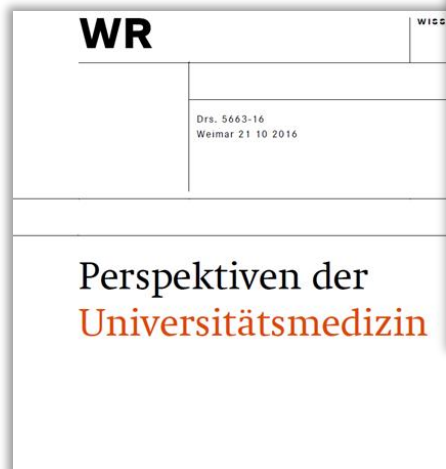 WR
Drs. 5663-16
Weimar 21 10 2016
Perspektiven der
Universitätsmedizin